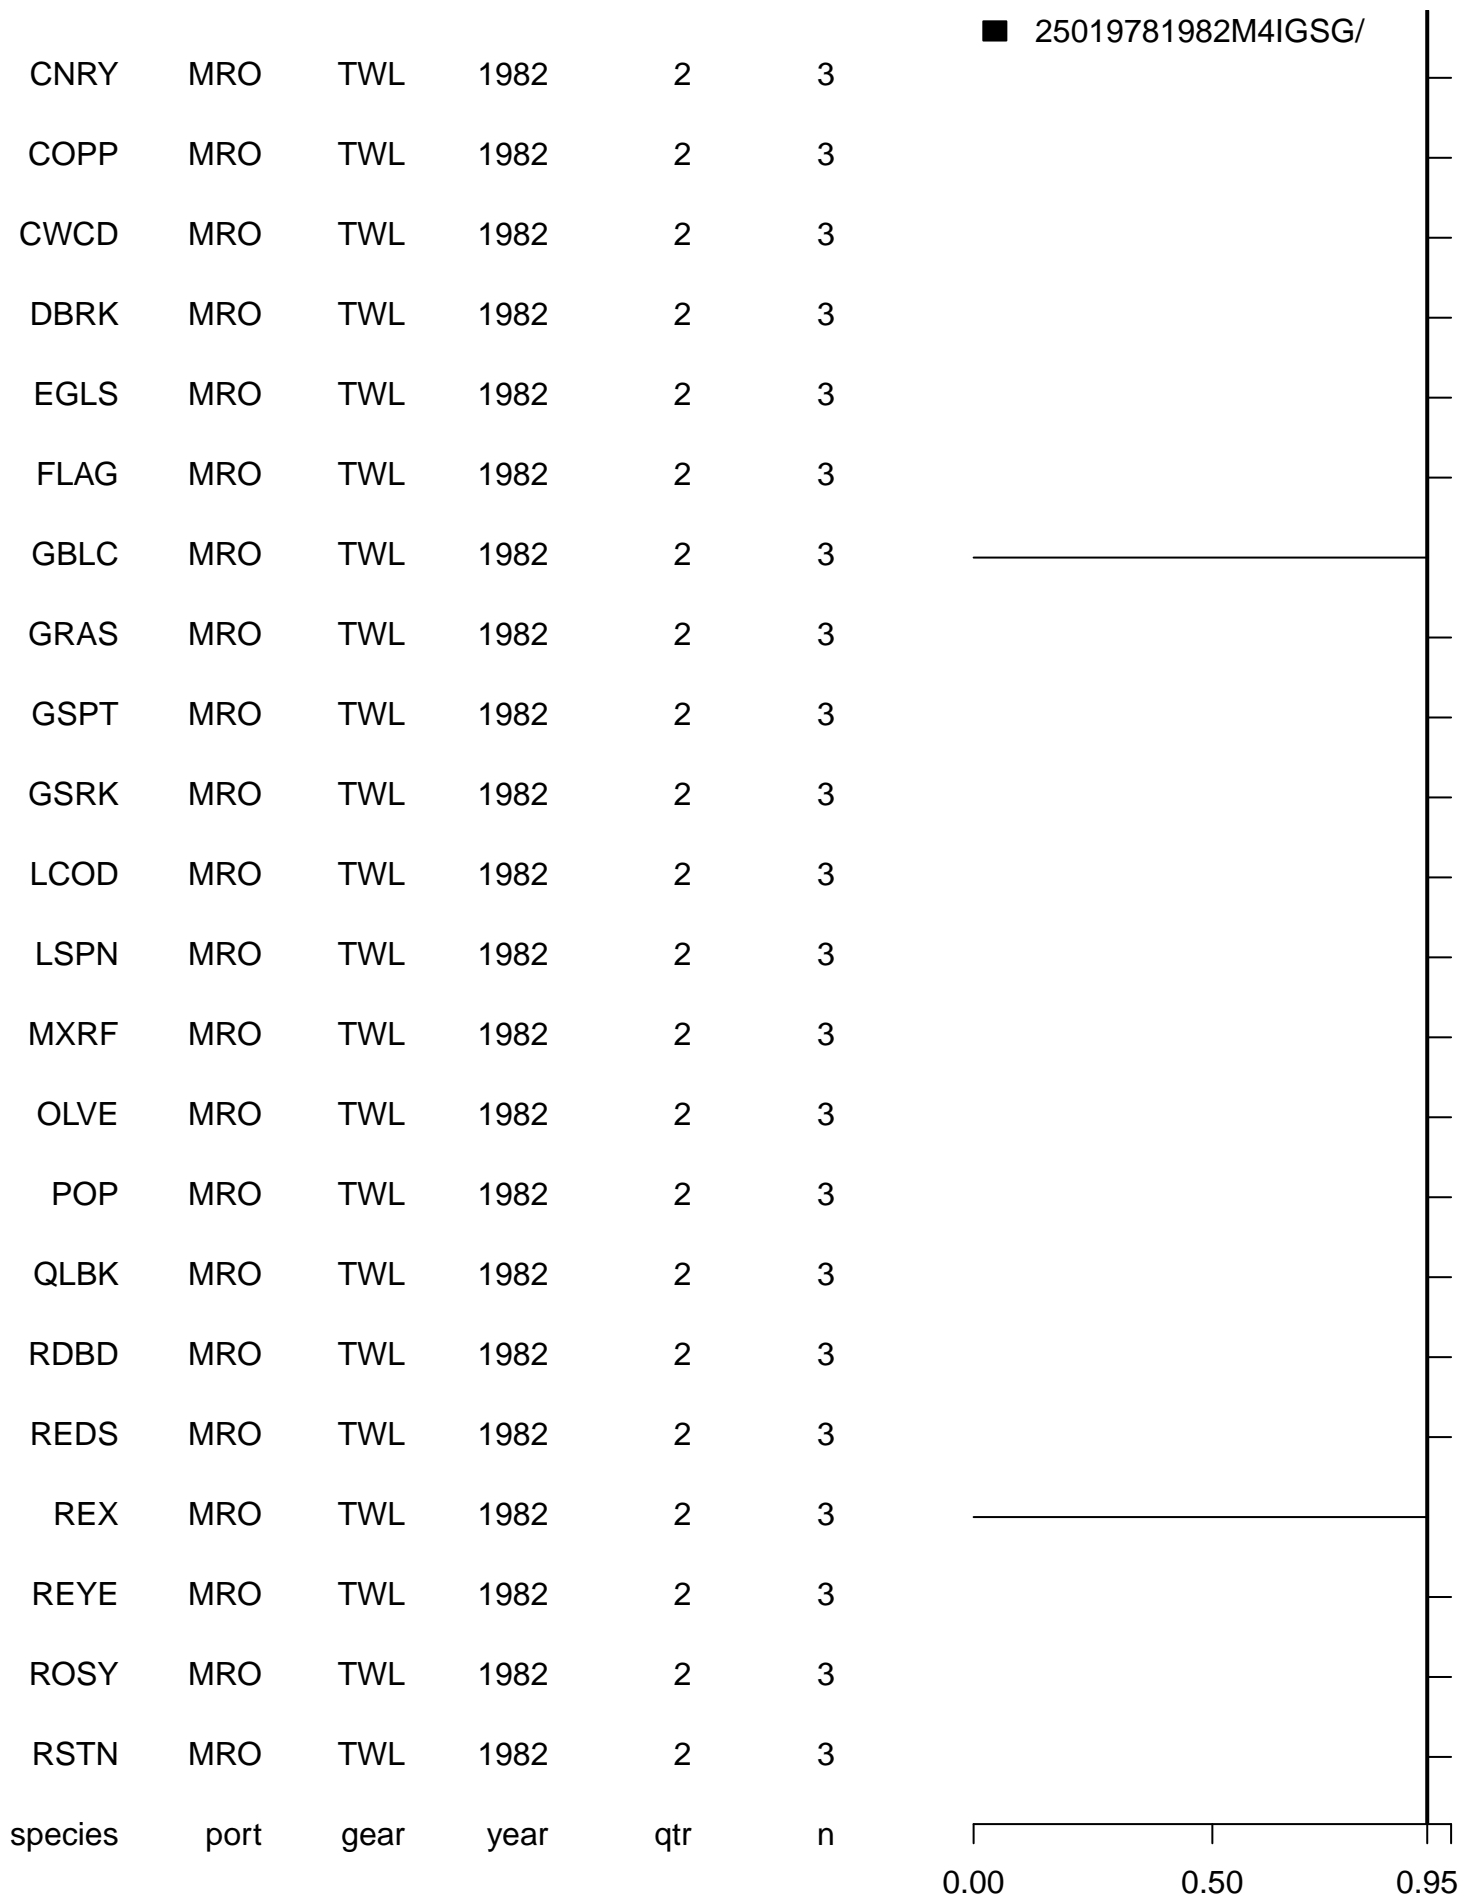 25019781982M4IGSG/
CNRY MRO TWL 1982 2 3
COPP MRO TWL 1982 2 3
CWCD MRO TWL 1982 2 3
DBRK MRO TWL 1982 2 3
EGLS MRO TWL 1982 2 3
FLAG MRO TWL 1982 2 3
GBLC MRO TWL 1982 2 3
GRAS MRO TWL 1982 2 3
GSPT MRO TWL 1982 2 3
GSRK MRO TWL 1982 2 3
LCOD MRO TWL 1982 2 3
LSPN MRO TWL 1982 2 3
MXRF MRO TWL 1982 2 3
OLVE MRO TWL 1982 2 3
POP MRO TWL 1982 2 3
QLBK MRO TWL 1982 2 3
RDBD MRO TWL 1982 2 3
REDS MRO TWL 1982 2 3
REX MRO TWL 1982 2 3
REYE MRO TWL 1982 2 3
ROSY MRO TWL 1982 2 3
RSTN MRO TWL 1982 2 3
species port gear year qtr n
0.00 0.50 0.95